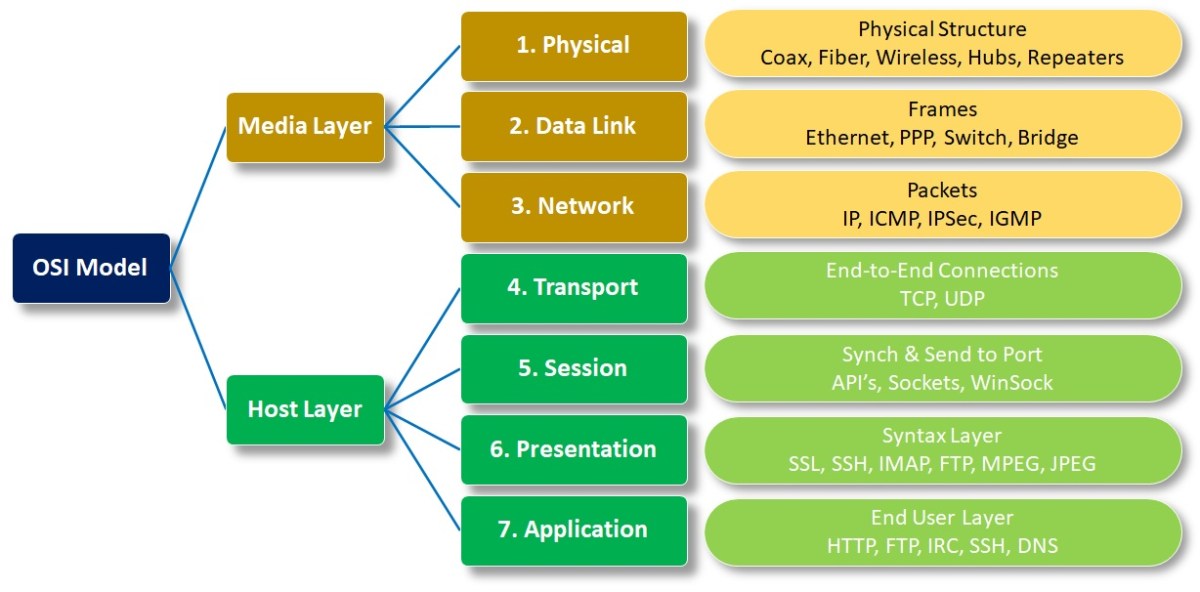 OSI Model
Media Layer
1. Physical
Physical Structure
Coax, Fiber, Wireless, Hubs, Repeaters
2. Data Link
Frames
Ethernet, PPP, Switch, Bridge
3. Network
Packets
IP, ICMP, IPSec, IGMP
Host Layer
4. Transport
End-to-End Connections
TCP, UDP
5. Session
Synch & Send to Port
API’s, Sockets, WinSock
6. Presentation
Syntax Layer
SSL, SSH, IMAP, FTP, MPEG, JPEG
7. Application
End User Layer
HTTP, FTP, IRC, SSH, DNS